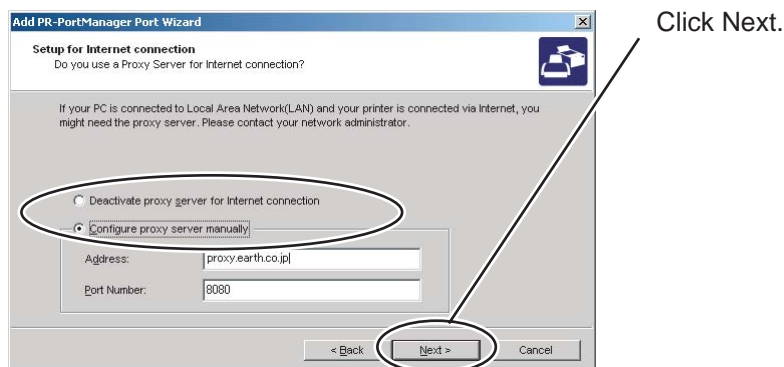 Add PR-PortManager Port Wizard
Click Next.
Setup for Internet connection
Do you use a Proxy Server for Internet connection?
If your PC is connected to Local Area Network(LAN) and your printer is connected via Internet, you
might need the proxy server. Please contact your network administrator.
Deactivate proxy server for Internet connection
Configure proxy server manually
Address: proxy.earth.co.jp
Port Number: 8080
< Back Next > Cancel